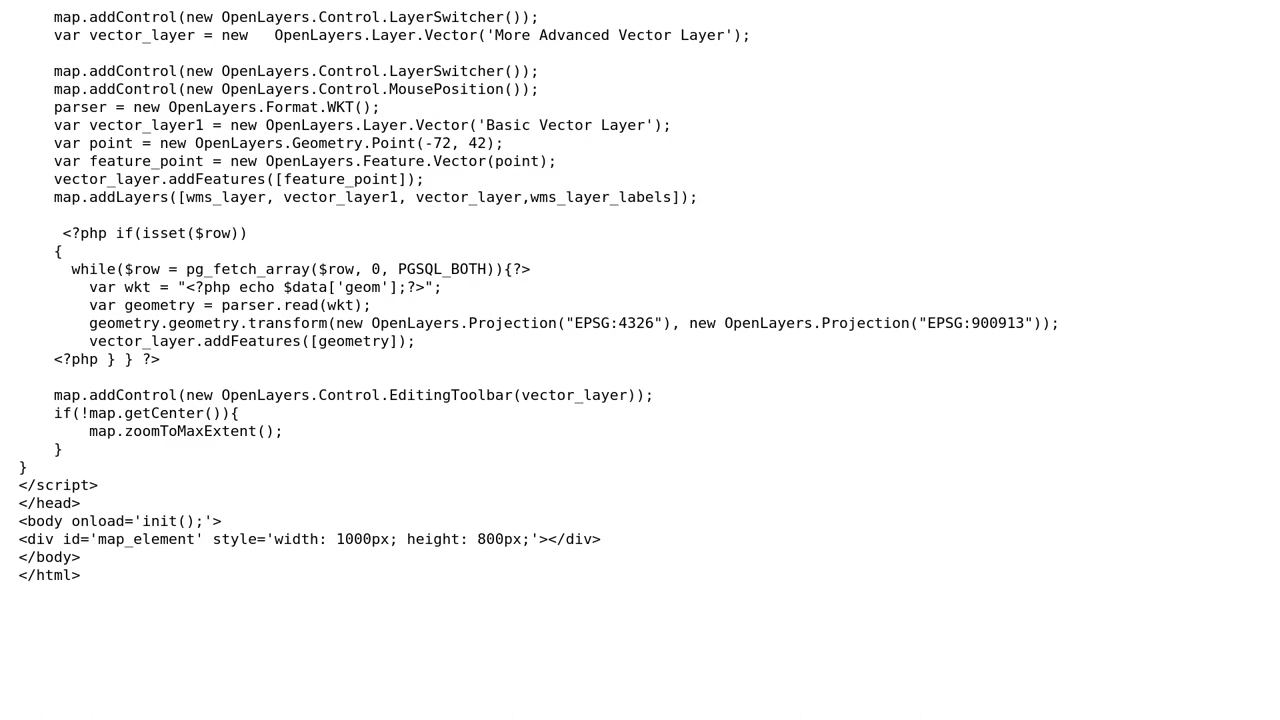 map.addControl(new OpenLayers.Control.LayerSwitcher());
var vector_layer = new   OpenLayers.Layer.Vector('More Advanced Vector Layer');
map.addControl(new OpenLayers.Control.LayerSwitcher());
map.addControl(new OpenLayers.Control.MousePosition());
parser = new OpenLayers.Format.WKT();
var vector_layer1 = new OpenLayers.Layer.Vector('Basic Vector Layer');
var point = new OpenLayers.Geometry.Point(-72, 42);
var feature_point = new OpenLayers.Feature.Vector(point);
vector_layer.addFeatures([feature_point]);
map.addLayers([wms_layer, vector_layer1, vector_layer,wms_layer_labels]);
<?php if(isset($row))
{
while($row = pg_fetch_array($row, 0, PGSQL_BOTH)){?>
var wkt = "<?php echo $data['geom'];?>";
var geometry = parser.read(wkt);
geometry.geometry.transform(new OpenLayers.Projection("EPSG:4326"), new OpenLayers.Projection("EPSG:900913"));
vector_layer.addFeatures([geometry]);
<?php } } ?>
map.addControl(new OpenLayers.Control.EditingToolbar(vector_layer));
if(!map.getCenter()){
map.zoomToMaxExtent();
}
}
</script>
</head>
<body onload='init();'>
<div id='map_element' style='width: 1000px; height: 800px;'></div>
</body>
</html>